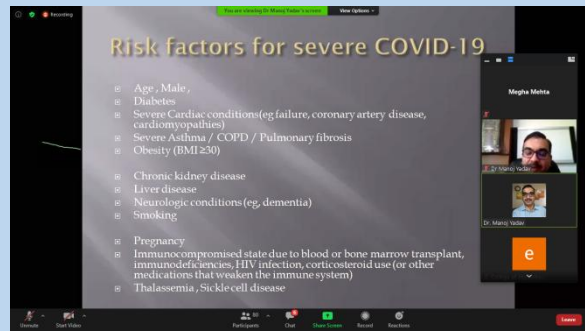 Recording
You are viewing Dr. Manoj Yadav's screen
View Options
Risk factors for severe COVID-19
Age , Male ,
Diabetes
Severe Cardiac conditions(eg failure, coronary artery disease,
cardiomyopathies)
Severe Asthma / COPD / Pulmonary fibrosis
Obesity (BMI ≥30)
Chronic kidney disease
Liver disease
Neurologic conditions(eg, dementia)
Smoking
Pregnancy
Immunocompromised state due to blood or bone marrow transplant,
immunodeficiencies, HIV infection, corticosteroid use (or other
medications that weaken the immune system)
Thalassemia , Sickle cell disease
Megha Mehta
Dr Manoj Yadav
Dr. Manoj Yadav
e
Unmute
Start Video
Participants
Chat
Share Screen
Record
Reactions
Leave